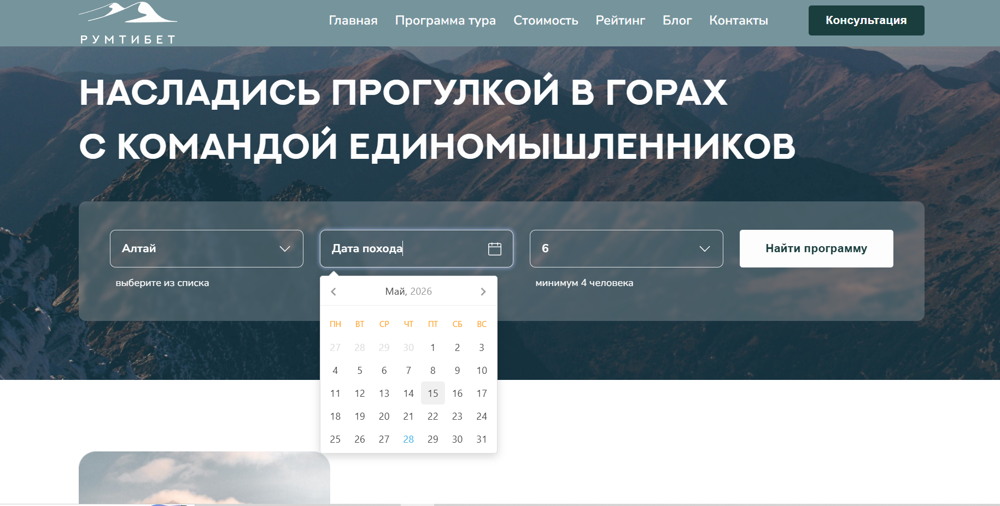 РУМТИБЕТ
Главная Программа тура Стоимость Рейтинг Блог Контакты Консультация
НАСЛАДИСЬ ПРОГУЛКОЙ В ГОРАХ
С КОМАНДОЙ ЕДИНОМЫШЛЕННИКОВ
Алтай Дата похода 6 Найти программу
выберите из списка минимум 4 человека
Май, 2026
ПН ВТ СР ЧТ ПТ СБ ВС
27 28 29 30 1 2 3
4 5 6 7 8 9 10
11 12 13 14 15 16 17
18 19 20 21 22 23 24
25 26 27 28 29 30 31